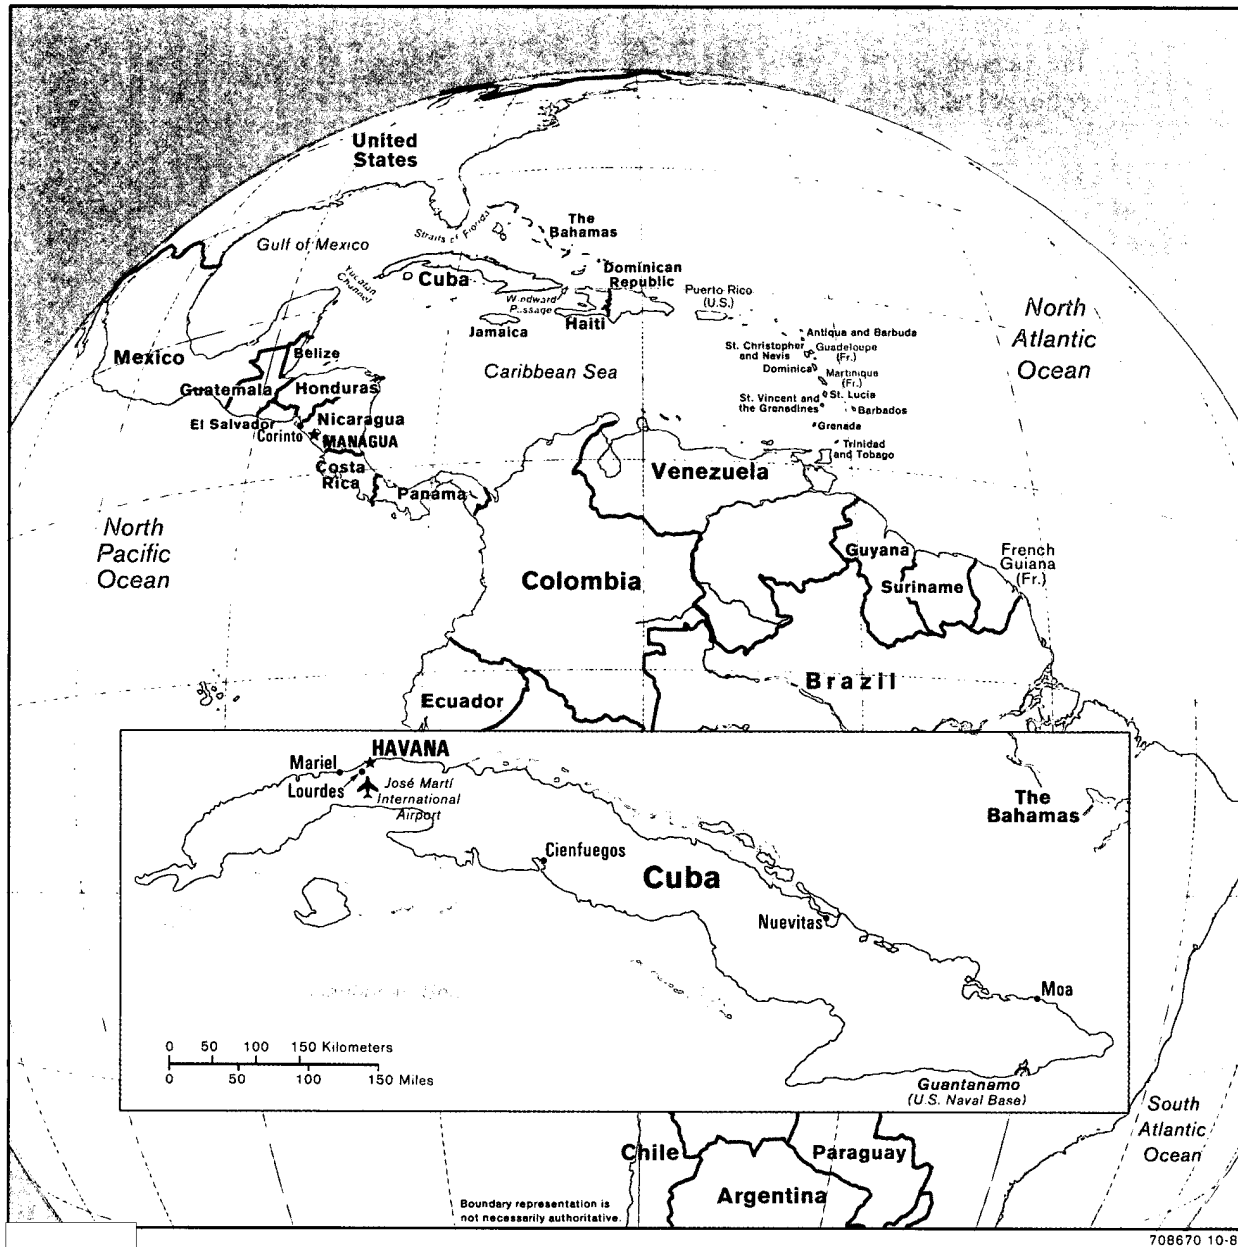 United
States
Gulf of Mexico
Straits of Florida
The
Bahamas
Yucatan
Channel
Cuba
Dominican
Republic
Windward
Passage
Puerto Rico
(U.S.)
Jamaica
Haiti
North
Atlantic
Ocean
Mexico
Belize
Caribbean Sea
Antigua and Barbuda
St. Christopher
and Nevis
Guadeloupe
(Fr.)
Dominica
Martinique
(Fr.)
St. Lucia
St. Vincent and
the Grenadines
Barbados
Grenada
Trinidad
and Tobago
Guatemala
Honduras
El Salvador
Nicaragua
Corinto
MANAGUA
Costa
Rica
Panama
Venezuela
North
Pacific
Ocean
Colombia
Guyana
Suriname
French
Guiana
(Fr.)
Ecuador
Brazil
HAVANA
Mariel
Lourdes
José Martí
International
Airport
The
Bahamas
Cienfuegos
Cuba
Nuevitas
Moa
0 50 100 150 Kilometers
0 50 100 150 Miles
Guantanamo
(U.S. Naval Base)
South
Atlantic
Ocean
Chile
Paraguay
Argentina
Boundary representation is
not necessarily authoritative.
708670 10-8